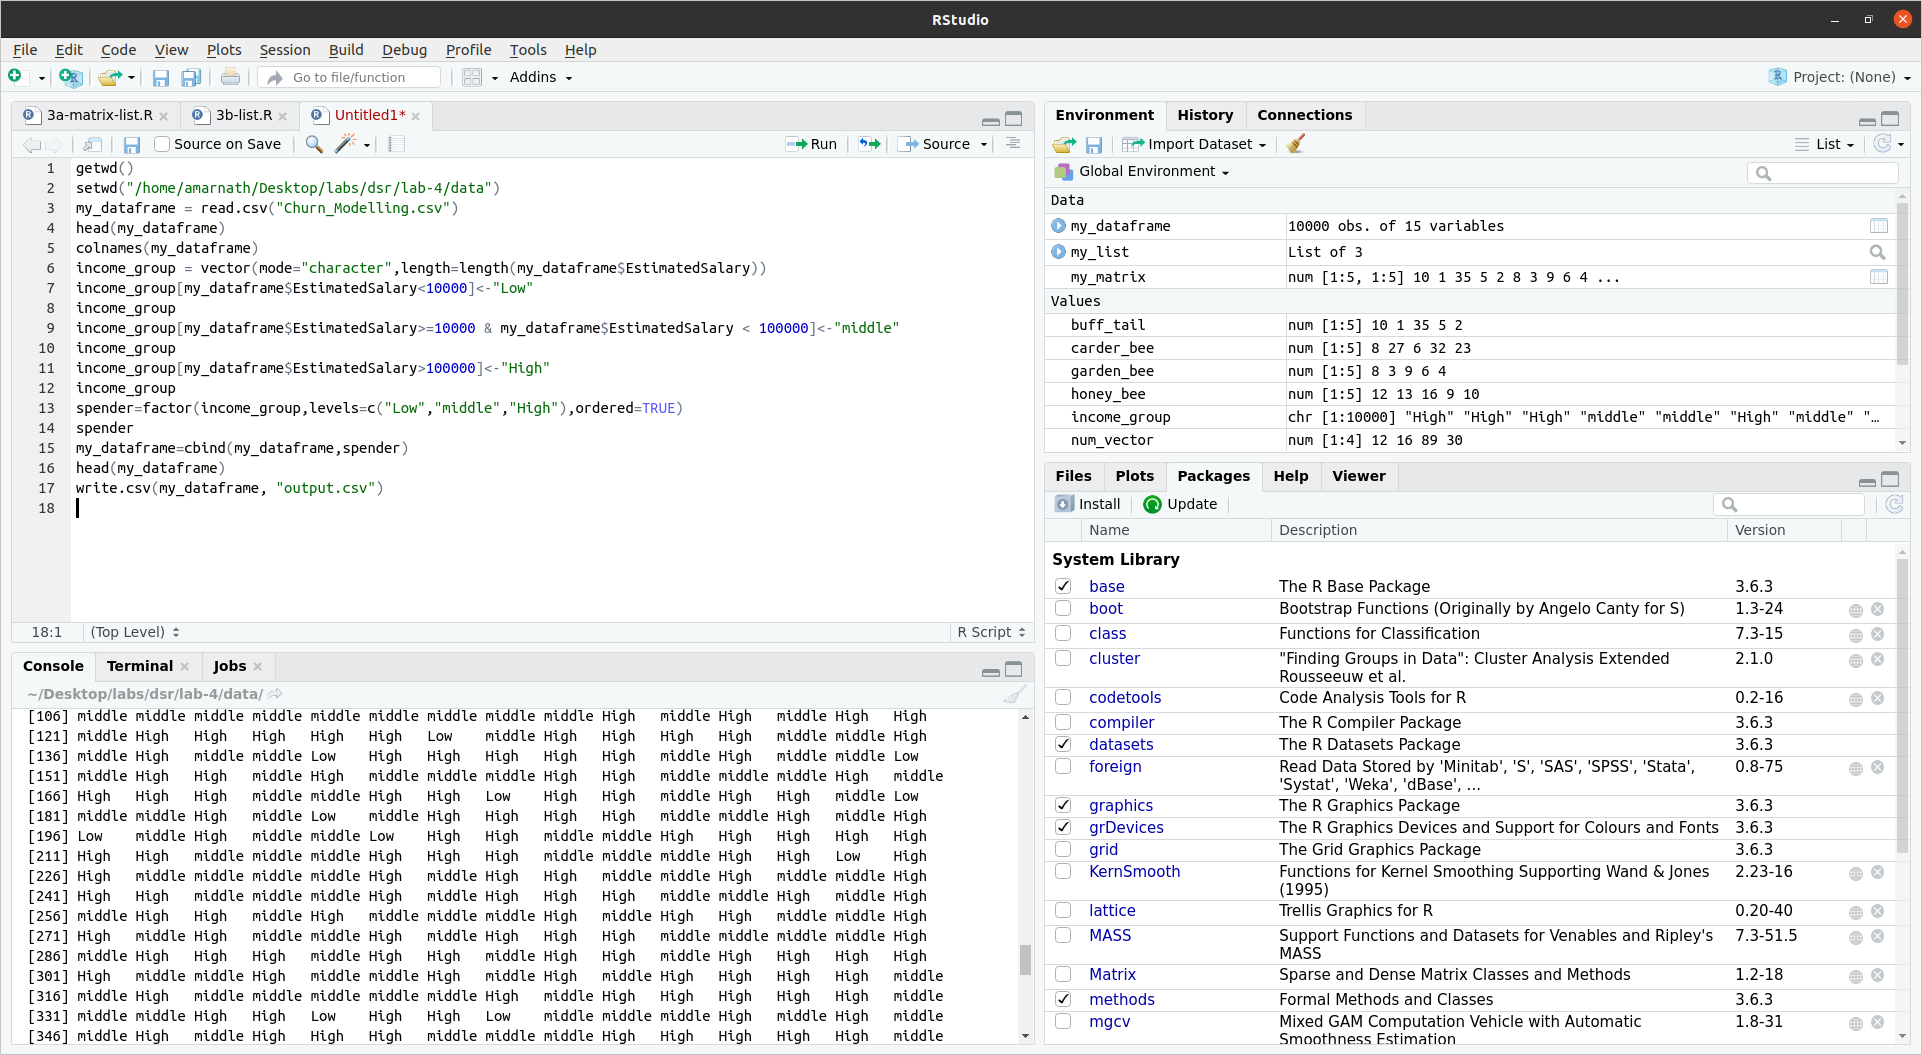 RStudio
File Edit Code View Plots Session Build Debug Profile Tools Help
Go to file/function Addins Project: (None)
3a-matrix-list.R 3b-list.R Untitled1*
Source on Save Run Source
1 getwd()
2 setwd("/home/amarnath/Desktop/labs/dsr/lab-4/data")
3 my_dataframe = read.csv("Churn_Modelling.csv")
4 head(my_dataframe)
5 colnames(my_dataframe)
6 income_group = vector(mode="character",length=length(my_dataframe$EstimatedSalary))
7 income_group[my_dataframe$EstimatedSalary<10000]<-"Low"
8 income_group
9 income_group[my_dataframe$EstimatedSalary>=10000 & my_dataframe$EstimatedSalary < 100000]<-"middle"
10 income_group
11 income_group[my_dataframe$EstimatedSalary>100000]<-"High"
12 income_group
13 spender=factor(income_group,levels=c("Low","middle","High"),ordered=TRUE)
14 spender
15 my_dataframe=cbind(my_dataframe,spender)
16 head(my_dataframe)
17 write.csv(my_dataframe, "output.csv")
18
18:1 (Top Level) R Script
Console Terminal Jobs
~/Desktop/labs/dsr/lab-4/data/
[106] middle middle middle middle middle middle middle middle middle High middle High middle High High
[121] middle High High High High High Low middle High High High High middle middle High
[136] middle middle middle middle Low High High High High High middle High middle middle Low
[151] middle High High middle High middle middle middle High High middle middle middle High middle
[166] High High High middle middle High High Low High High middle High High middle Low
[181] middle middle High middle Low middle High High High middle High middle middle middle High
[196] Low middle High middle middle Low High High middle middle High High High High High
[211] High High middle middle middle High High High middle middle middle High High Low High
[226] middle middle middle middle High High middle High middle High High High middle middle High
[241] High High middle middle High High High High High middle middle middle High middle High
[256] middle High High middle High middle middle middle High High High middle middle middle High
[271] High middle High middle middle High middle High High High middle middle middle middle High
[286] middle High High High middle High middle middle middle High middle High High middle High
[301] High middle middle middle High middle middle High middle middle High High High High middle
[316] middle High middle middle middle middle middle High middle middle High High High High middle
[331] middle middle High High Low High High Low middle middle High High middle High middle
[346] middle High middle High High High middle middle middle High High High High High middle
Environment History Connections
Import Dataset List
Global Environment
Data
my_dataframe 10000 obs. of 15 variables
my_list List of 3
my_matrix num [1:5, 1:5] 10 1 35 5 2 8 3 9 6 4 ...
Values
buff_tail num [1:5] 10 1 35 5 2
carder_bee num [1:5] 8 27 6 32 23
garden_bee num [1:5] 8 3 9 6 4
honey_bee num [1:5] 12 13 16 9 10
income_group chr [1:10000] "High" "High" "High" "middle" "middle" "High" "middle" "…
num_vector num [1:4] 12 16 89 30
Files Plots Packages Help Viewer
Install Update
Name Description Version
System Library
base The R Base Package 3.6.3
boot Bootstrap Functions (Originally by Angelo Canty for S) 1.3-24
class Functions for Classification 7.3-15
cluster "Finding Groups in Data": Cluster Analysis Extended 2.1.0
Rousseeuw et al.
codetools Code Analysis Tools for R 0.2-16
compiler The R Compiler Package 3.6.3
datasets The R Datasets Package 3.6.3
foreign Read Data Stored by 'Minitab', 'S', 'SAS', 'SPSS', 'Stata', 0.8-75
'Systat', 'Weka', 'dBase', ...
graphics The R Graphics Package 3.6.3
grDevices The R Graphics Devices and Support for Colours and Fonts 3.6.3
grid The Grid Graphics Package 3.6.3
KernSmooth Functions for Kernel Smoothing Supporting Wand & Jones 2.23-16
(1995)
lattice Trellis Graphics for R 0.20-40
MASS Support Functions and Datasets for Venables and Ripley's 7.3-51.5
MASS
Matrix Sparse and Dense Matrix Classes and Methods 1.2-18
methods Formal Methods and Classes 3.6.3
mgcv Mixed GAM Computation Vehicle with Automatic 1.8-31
Smoothness Estimation